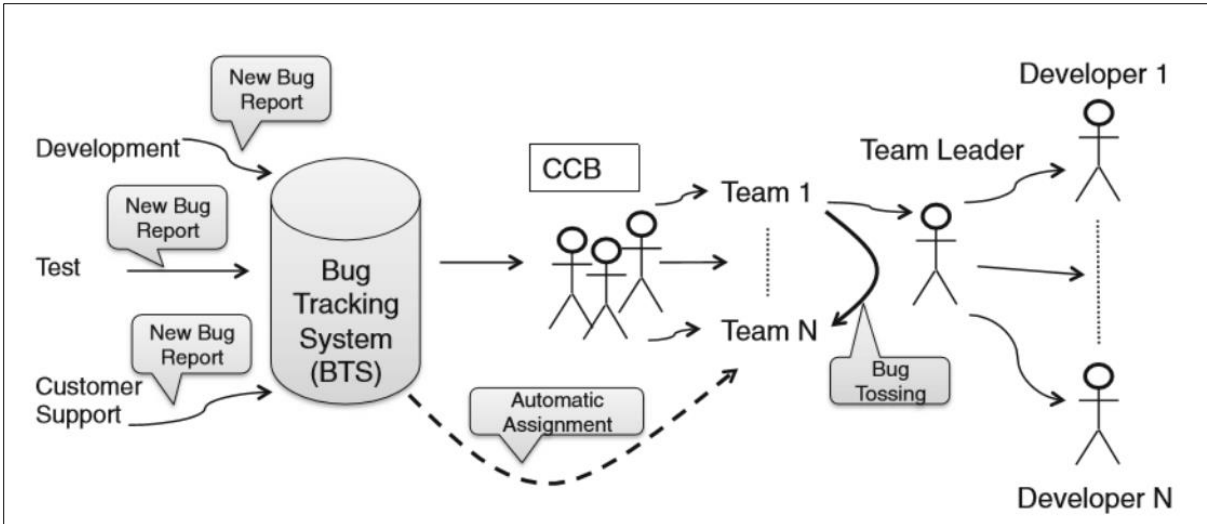 New Bug
Report
Development
New Bug
Report
Test
New Bug
Report
Customer
Support
Bug
Tracking
System
(BTS)
Automatic
Assignment
CCB
Team 1
Team N
Bug
Tossing
Team Leader
Developer 1
Developer N